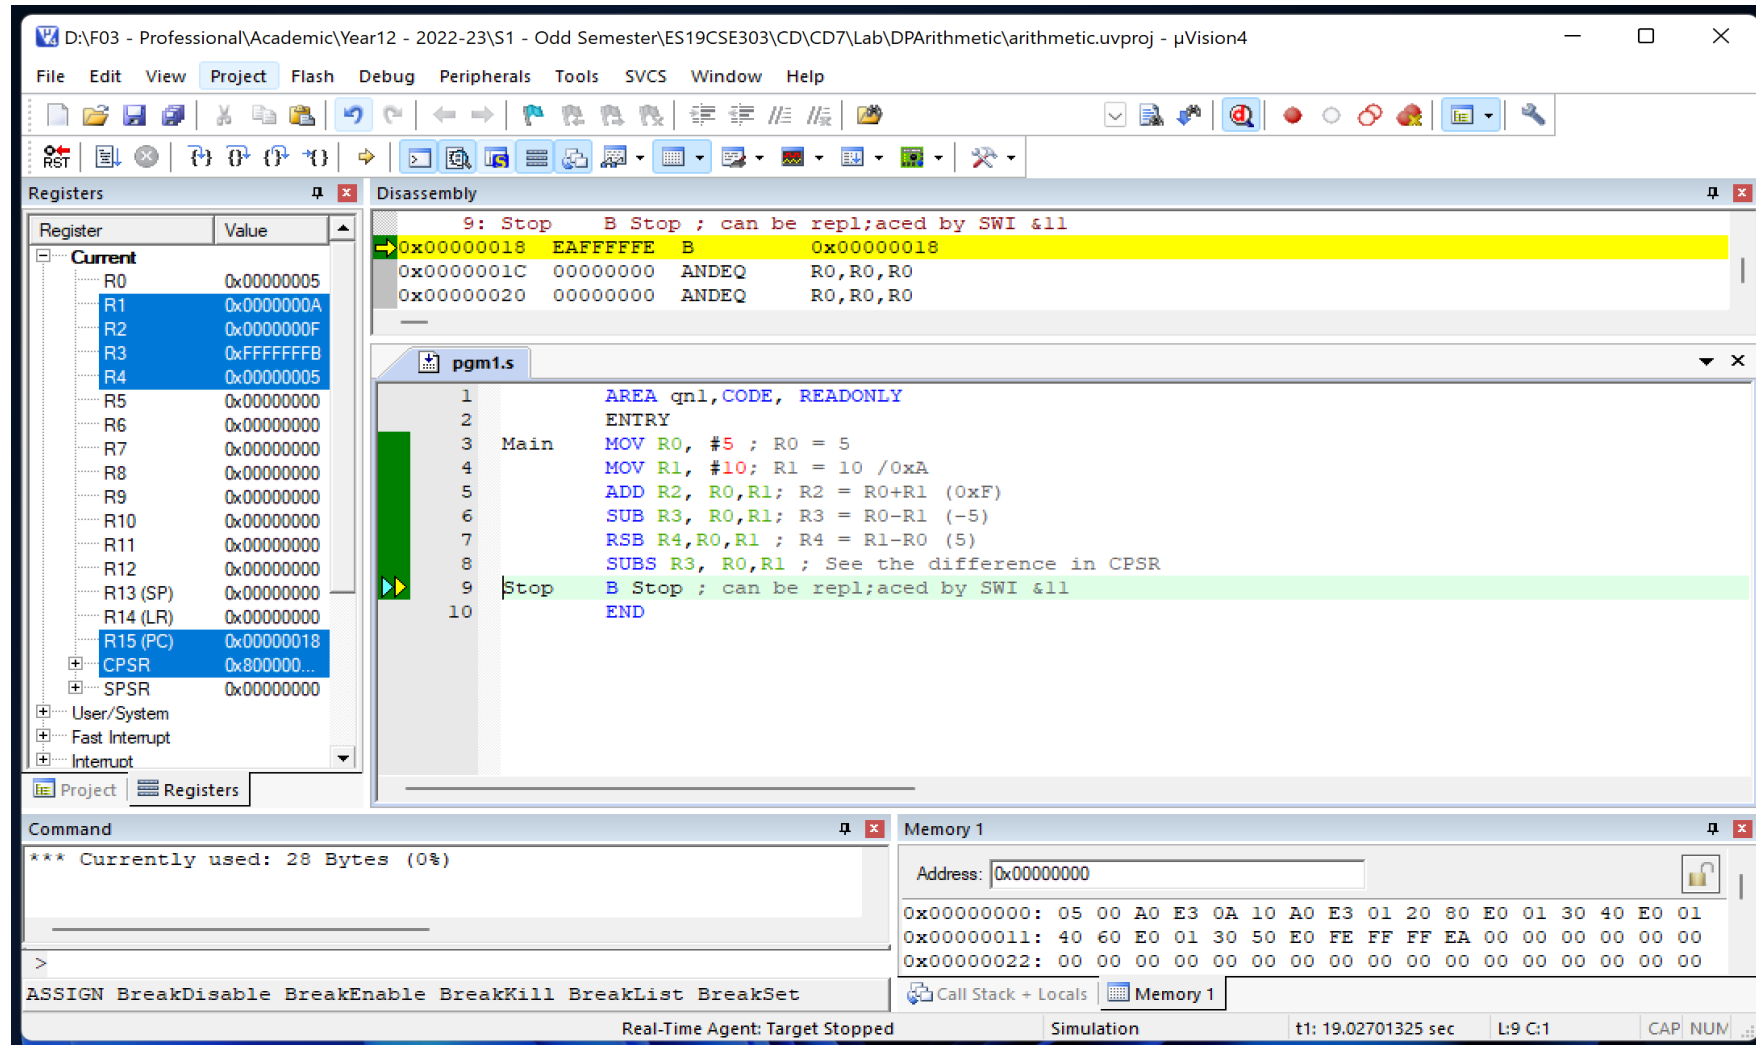 D:\F03 - Professional\Academic\Year12 - 2022-23\S1 - Odd Semester\ES19CSE303\CD\CD7\Lab\DPArithmetic\arithmetic.uvproj - µVision4
File Edit View Project Flash Debug Peripherals Tools SVCS Window Help
RST
Registers
Register Value
Current
R0 0x00000005
R1 0x0000000A
R2 0x0000000F
R3 0xFFFFFFFB
R4 0x00000005
R5 0x00000000
R6 0x00000000
R7 0x00000000
R8 0x00000000
R9 0x00000000
R10 0x00000000
R11 0x00000000
R12 0x00000000
R13 (SP) 0x00000000
R14 (LR) 0x00000000
R15 (PC) 0x00000018
CPSR 0x800000...
SPSR 0x00000000
User/System
Fast Interrupt
Interrupt
Project Registers
Disassembly
9: Stop B Stop ; can be repl;aced by SWI &11
0x00000018 EAFFFFFE B 0x00000018
0x0000001C 00000000 ANDEQ R0,R0,R0
0x00000020 00000000 ANDEQ R0,R0,R0
pgm1.s
1 AREA qn1,CODE, READONLY
2 ENTRY
3 Main MOV R0, #5 ; R0 = 5
4 MOV R1, #10; R1 = 10 /0xA
5 ADD R2, R0,R1; R2 = R0+R1 (0xF)
6 SUB R3, R0,R1; R3 = R0-R1 (-5)
7 RSB R4,R0,R1 ; R4 = R1-R0 (5)
8 SUBS R3, R0,R1 ; See the difference in CPSR
9 Stop B Stop ; can be repl;aced by SWI &11
10 END
Command
*** Currently used: 28 Bytes (0%)
>
ASSIGN BreakDisable BreakEnable BreakKill BreakList BreakSet
Memory 1
Address: 0x00000000
0x00000000: 05 00 A0 E3 0A 10 A0 E3 01 20 80 E0 01 30 40 E0 01
0x00000011: 40 60 E0 01 30 50 E0 FE FF FF EA 00 00 00 00 00 00
0x00000022: 00 00 00 00 00 00 00 00 00 00 00 00 00 00 00 00 00
Call Stack + Locals Memory 1
Real-Time Agent: Target Stopped Simulation t1: 19.02701325 sec L:9 C:1 CAP NUM